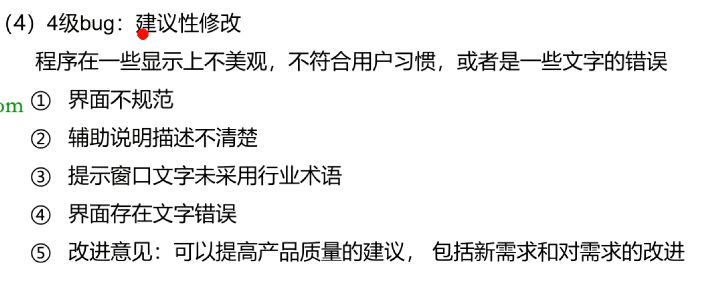 (4) 4级bug：建议性修改
程序在一些显示上不美观，不符合用户习惯，或者是一些文字的错误
om
① 界面不规范
② 辅助说明描述不清楚
③ 提示窗口文字未采用行业术语
④ 界面存在文字错误
⑤ 改进意见：可以提高产品质量的建议， 包括新需求和对需求的改进